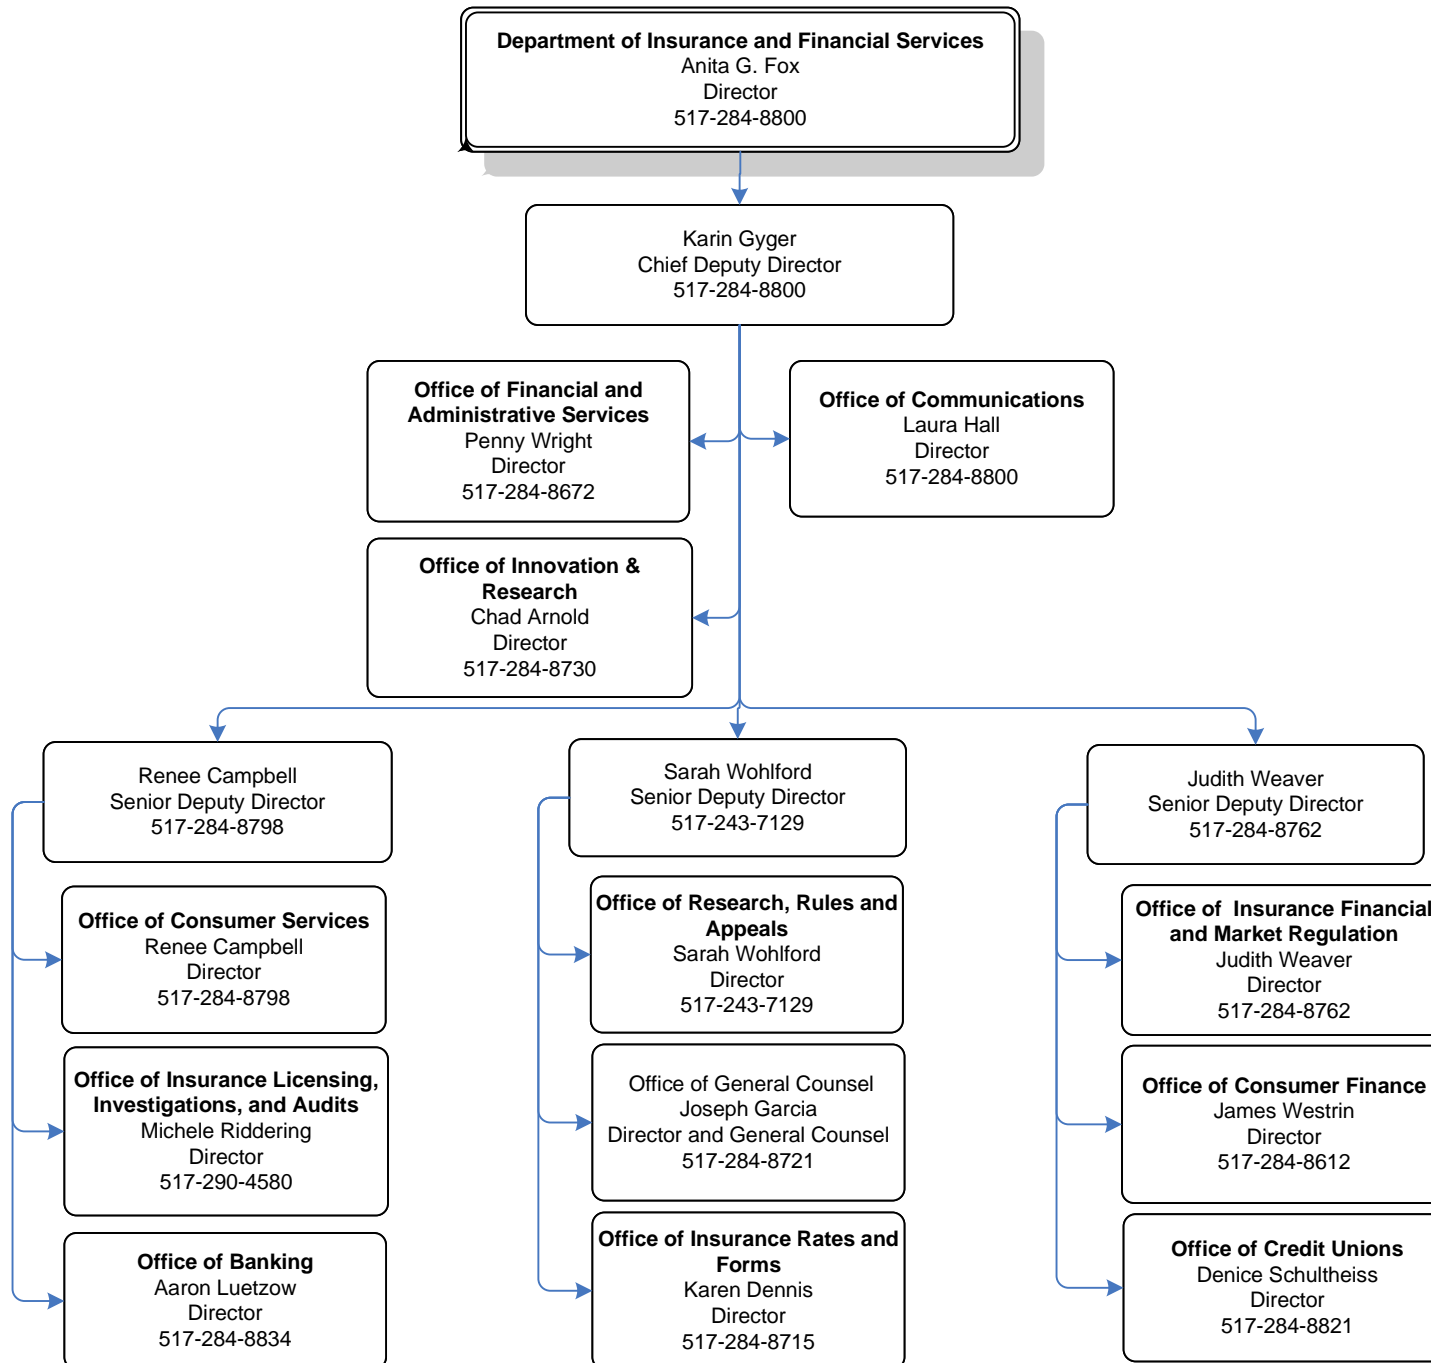 Department of Insurance and Financial Services
Anita G. Fox
Director
517-284-8800
Karin Gyger
Chief Deputy Director
517-284-8800
Office of Financial and
Administrative Services
Penny Wright
Director
517-284-8672
Office of Communications
Laura Hall
Director
517-284-8800
Office of Innovation &
Research
Chad Arnold
Director
517-284-8730
Renee Campbell
Senior Deputy Director
517-284-8798
Office of Consumer Services
Renee Campbell
Director
517-284-8798
Office of Insurance Licensing,
Investigations, and Audits
Michele Riddering
Director
517-290-4580
Office of Banking
Aaron Luetzow
Director
517-284-8834
Sarah Wohlford
Senior Deputy Director
517-243-7129
Office of Research, Rules and
Appeals
Sarah Wohlford
Director
517-243-7129
Office of General Counsel
Joseph Garcia
Director and General Counsel
517-284-8721
Office of Insurance Rates and
Forms
Karen Dennis
Director
517-284-8715
Judith Weaver
Senior Deputy Director
517-284-8762
Office of  Insurance Financial
and Market Regulation
Judith Weaver
Director
517-284-8762
Office of Consumer Finance
James Westrin
Director
517-284-8612
Office of Credit Unions
Denice Schultheiss
Director
517-284-8821